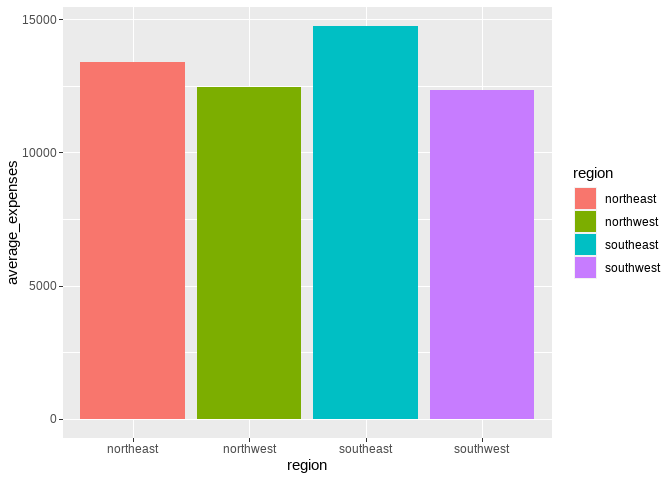 15000
10000
5000
0
average_expenses
northeast northwest southeast southwest
region
region
northeast
northwest
southeast
southwest